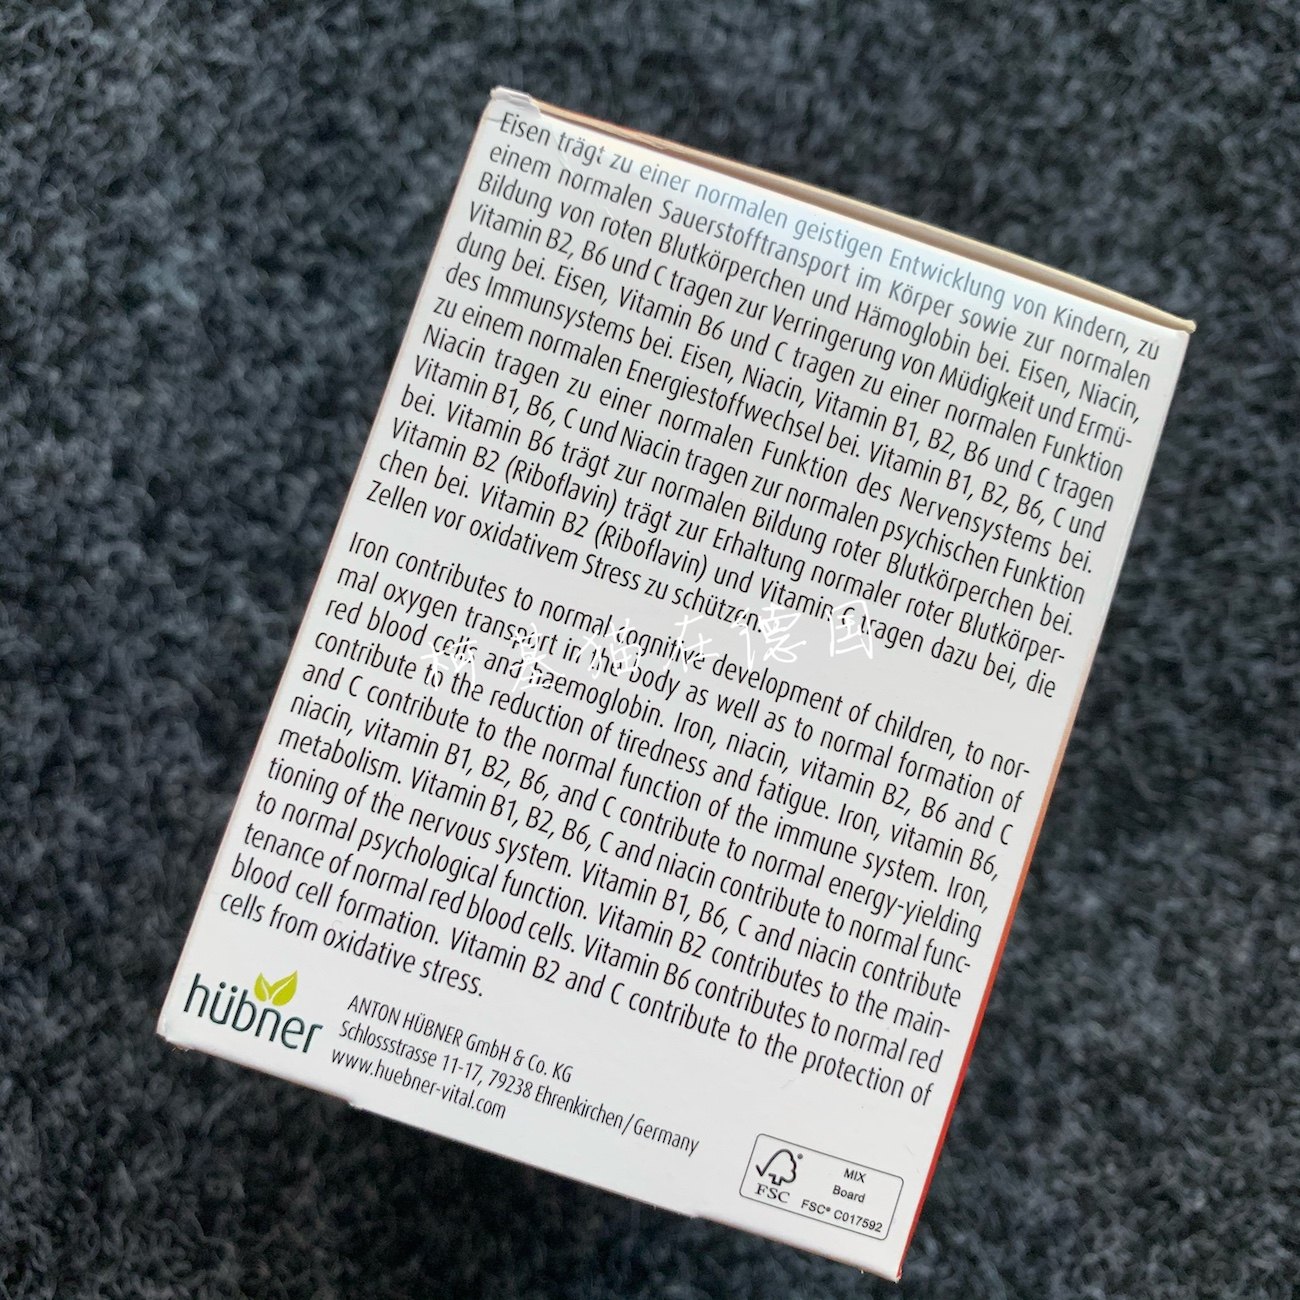 Eisen trägt zu einer normalen geistigen Entwicklung von Kindern, zu
einem normalen Sauerstofftransport im Körper sowie zur normalen
Bildung von roten Blutkörperchen und Hämoglobin bei. Eisen, Niacin,
Vitamin B2, B6 und C tragen zur Verringerung von Müdigkeit und Ermü-
dung bei. Eisen, Vitamin B6 und C tragen zu einer normalen Funktion
des Immunsystems bei. Eisen, Niacin, Vitamin B1, B2, B6 und C tragen
zu einem normalen Energiestoffwechsel bei. Vitamin B1, B2, B6, C und
Niacin tragen zu einer normalen Funktion des Nervensystems bei.
Vitamin B1, B6, C und Niacin tragen zur normalen psychischen Funktion
bei. Vitamin B6 trägt zur normalen Bildung roter Blutkörperchen bei.
Vitamin B2 (Riboflavin) trägt zur Erhaltung normaler roter Blutkörper-
chen bei. Vitamin B2 (Riboflavin) und Vitamin tragen dazu bei, die
Zellen vor oxidativem Stress zu schützen.
Iron contributes to normal cognitive development of children, to nor-
mal oxygen transport in the body as well as to normal formation of
red blood cells and haemoglobin. Iron, niacin, vitamin B2, B6 and C
contribute to the reduction of tiredness and fatigue. Iron, vitamin B6,
and C contribute to the normal function of the immune system. Iron,
niacin, vitamin B1, B2, B6, and C contribute to normal energy-yielding
metabolism. Vitamin B1, B2, B6, C and niacin contribute to normal func-
tioning of the nervous system. Vitamin B1, B6, C and niacin contribute
to normal psychological function. Vitamin B2 contributes to the main-
tenance of normal red blood cells. Vitamin B6 contributes to normal red
blood cell formation. Vitamin B2 and C contribute to the protection of
cells from oxidative stress.
柯基猫在德国
hübner
ANTON HÜBNER GmbH & Co. KG
Schlossstrasse 11-17, 79238 Ehrenkirchen/Germany
www.huebner-vital.com
FSC
MIX
Board
FSC® C017592